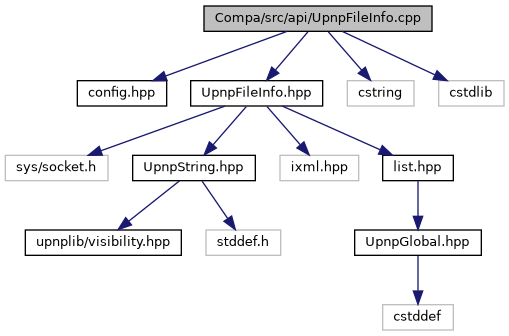 Compa/src/api/UpnpFileInfo.cpp
config.hpp
UpnpFileInfo.hpp
cstring
cstdlib
sys/socket.h
UpnpString.hpp
ixml.hpp
list.hpp
upnplib/visibility.hpp
stddef.h
UpnpGlobal.hpp
cstddef